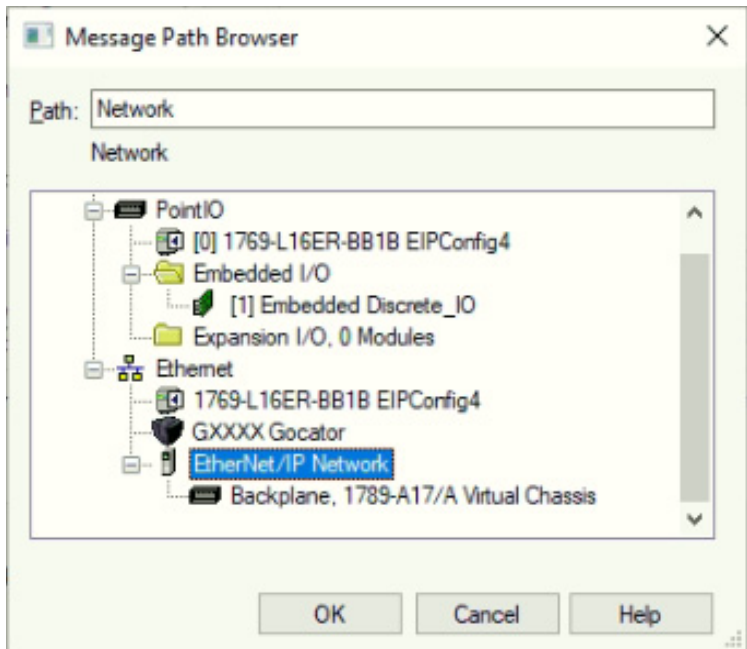 Message Path Browser
Path: Network
Network
PointIO
[0] 1769-L16ER-BB1B EIPConfig4
Embedded I/O
[1] Embedded Discrete_IO
Expansion I/O, 0 Modules
Ethernet
1769-L16ER-BB1B EIPConfig4
GXXXX Gocator
EtherNet/IP Network
Backplane, 1789-A17/A Virtual Chassis
OK Cancel Help